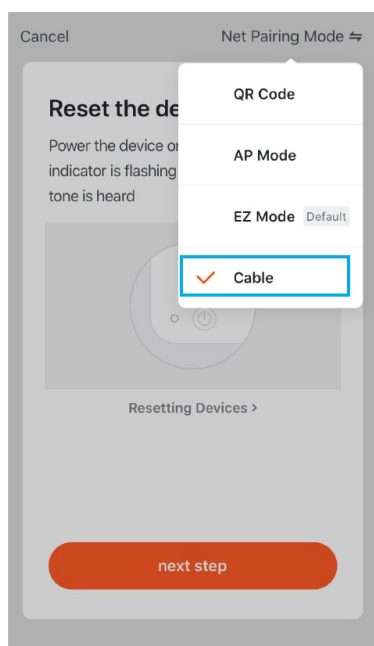 Cancel
Net Pairing Mode ⇋
QR Code
Reset the de
Power the device or
AP Mode
indicator is flashing
tone is heard
EZ Mode Default
Cable
Resetting Devices >
next step